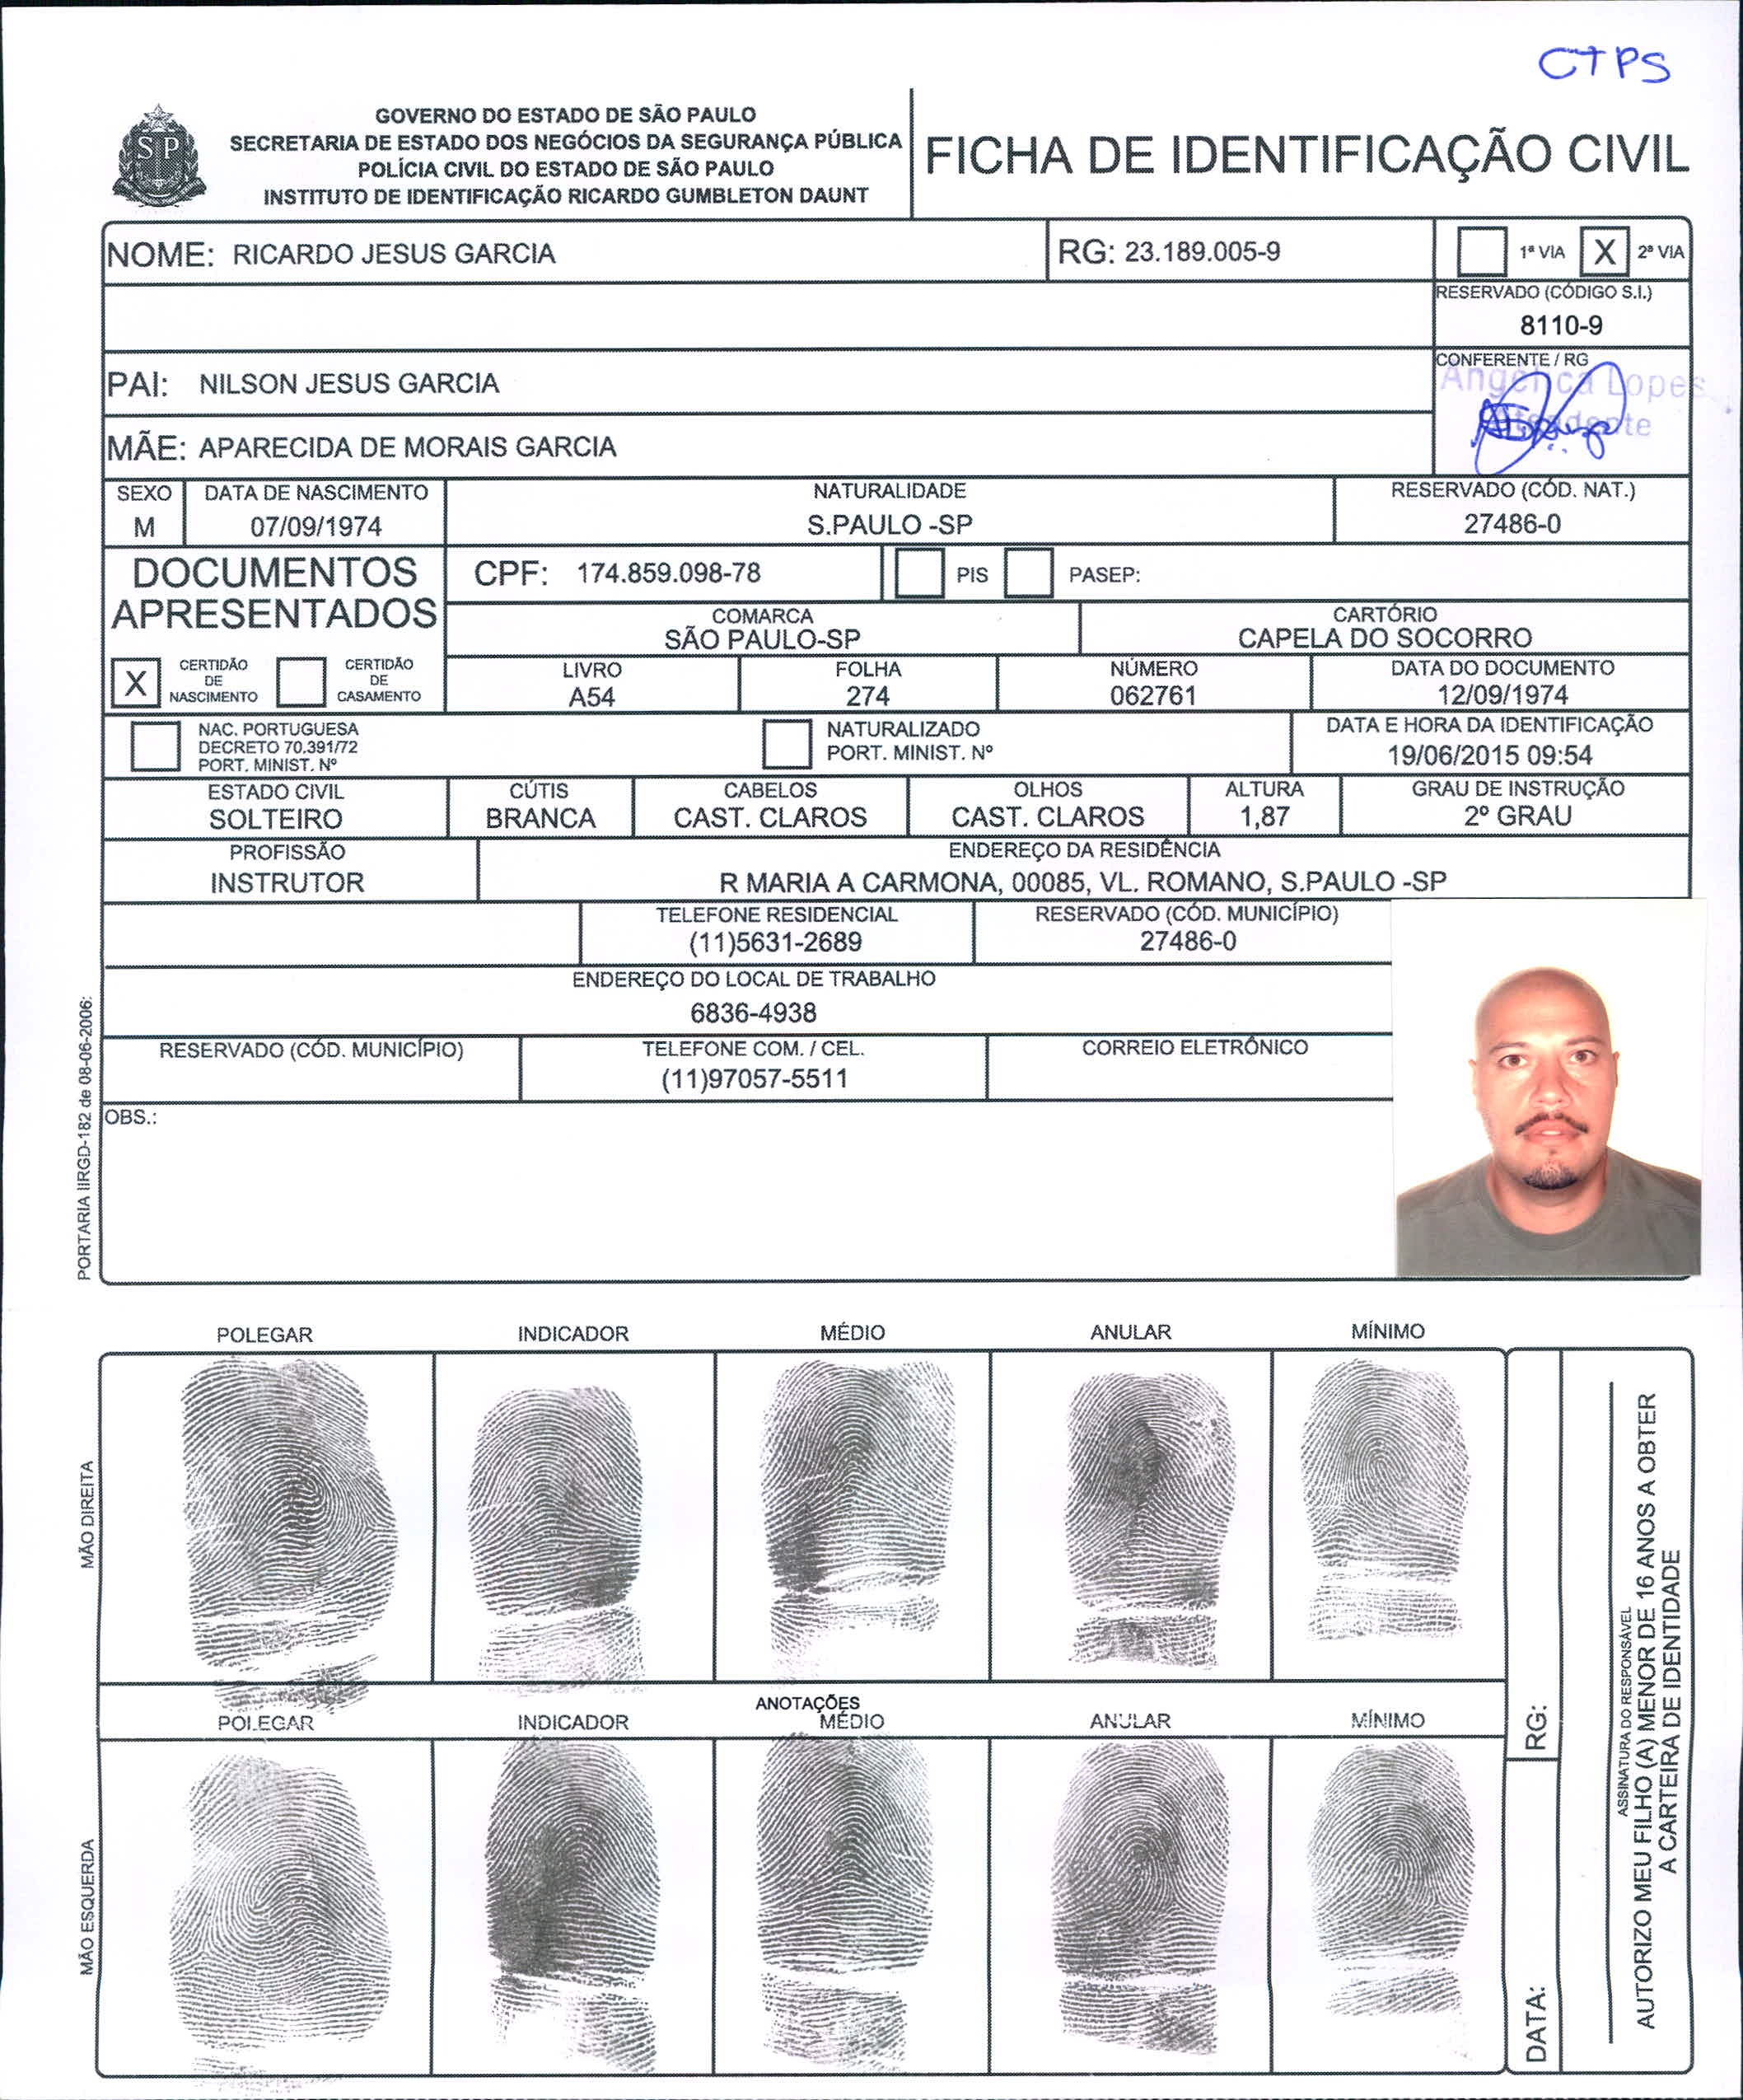 CTPS
GOVERNO DO ESTADO DE SÃO PAULO
SECRETARIA DE ESTADO DOS NEGÓCIOS DA SEGURANÇA PÚBLICA
POLÍCIA CIVIL DO ESTADO DE SÃO PAULO
INSTITUTO DE IDENTIFICAÇÃO RICARDO GUMBLETON DAUNT
SP
FICHA DE IDENTIFICAÇÃO CIVIL
NOME: RICARDO JESUS GARCIA
RG: 23.189.005-9
1ª VIA X 2ª VIA
RESERVADO (CÓDIGO S.I.)
8110-9
PAI: NILSON JESUS GARCIA
CONFERENTE / RG
Angélica Lopes
Atendente
MÃE: APARECIDA DE MORAIS GARCIA
SEXO
M
DATA DE NASCIMENTO
07/09/1974
NATURALIDADE
S.PAULO -SP
RESERVADO (CÓD. NAT.)
27486-0
DOCUMENTOS
APRESENTADOS
CPF: 174.859.098-78
PIS
PASEP:
COMARCA
SÃO PAULO-SP
CARTÓRIO
CAPELA DO SOCORRO
X
CERTIDÃO
DE
NASCIMENTO
CERTIDÃO
DE
CASAMENTO
LIVRO
A54
FOLHA
274
NÚMERO
062761
DATA DO DOCUMENTO
12/09/1974
NAC. PORTUGUESA
DECRETO 70.391/72
PORT. MINIST. Nº
NATURALIZADO
PORT. MINIST. Nº
DATA E HORA DA IDENTIFICAÇÃO
19/06/2015 09:54
ESTADO CIVIL
SOLTEIRO
CÚTIS
BRANCA
CABELOS
CAST. CLAROS
OLHOS
CAST. CLAROS
ALTURA
1,87
GRAU DE INSTRUÇÃO
2º GRAU
PROFISSÃO
INSTRUTOR
ENDEREÇO DA RESIDÊNCIA
R MARIA A CARMONA, 00085, VL. ROMANO, S.PAULO -SP
TELEFONE RESIDENCIAL
(11)5631-2689
RESERVADO (CÓD. MUNICÍPIO)
27486-0
ENDEREÇO DO LOCAL DE TRABALHO
6836-4938
RESERVADO (CÓD. MUNICÍPIO)
TELEFONE COM. / CEL.
(11)97057-5511
CORREIO ELETRÔNICO
OBS.:
PORTARIA IIRGD-182 de 08-06-2006:
POLEGAR INDICADOR MÉDIO ANULAR MÍNIMO
MÃO DIREITA
ANOTAÇÕES
POLEGAR INDICADOR MÉDIO ANULAR MÍNIMO
MÃO ESQUERDA
RG:
DATA:
ASSINATURA DO RESPONSÁVEL
AUTORIZO MEU FILHO (A) MENOR DE 16 ANOS A OBTER
A CARTEIRA DE IDENTIDADE